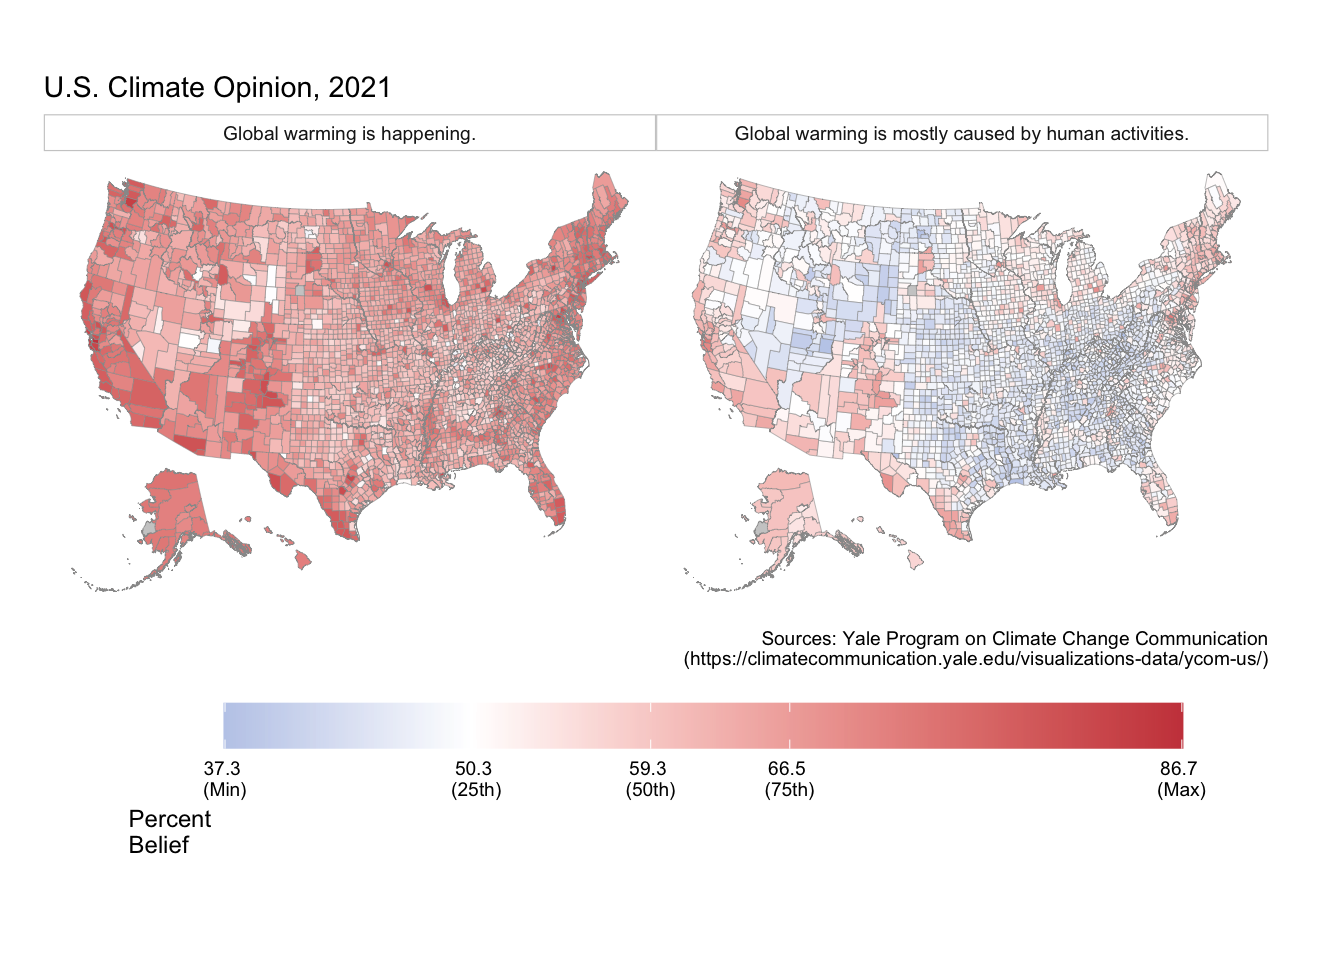 U.S. Climate Opinion, 2021
Global warming is happening.
Global warming is mostly caused by human activities.
Sources: Yale Program on Climate Change Communication
(https://climatecommunication.yale.edu/visualizations-data/ycom-us/)
37.3 50.3 59.3 66.5 86.7
(Min) (25th) (50th) (75th) (Max)
Percent
Belief